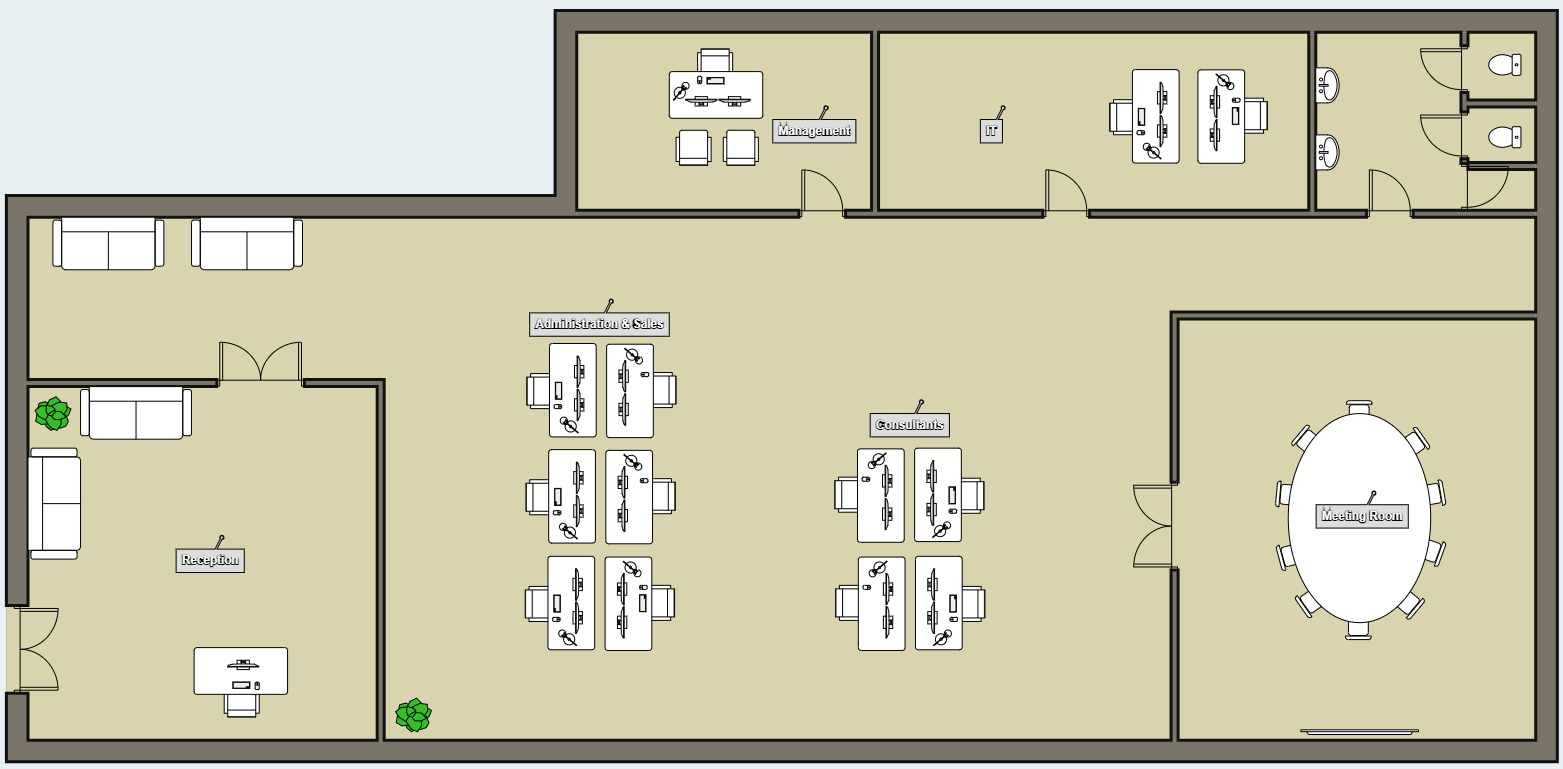 Management
IT
Administration & Sales
Consultants
Meeting Room
Reception